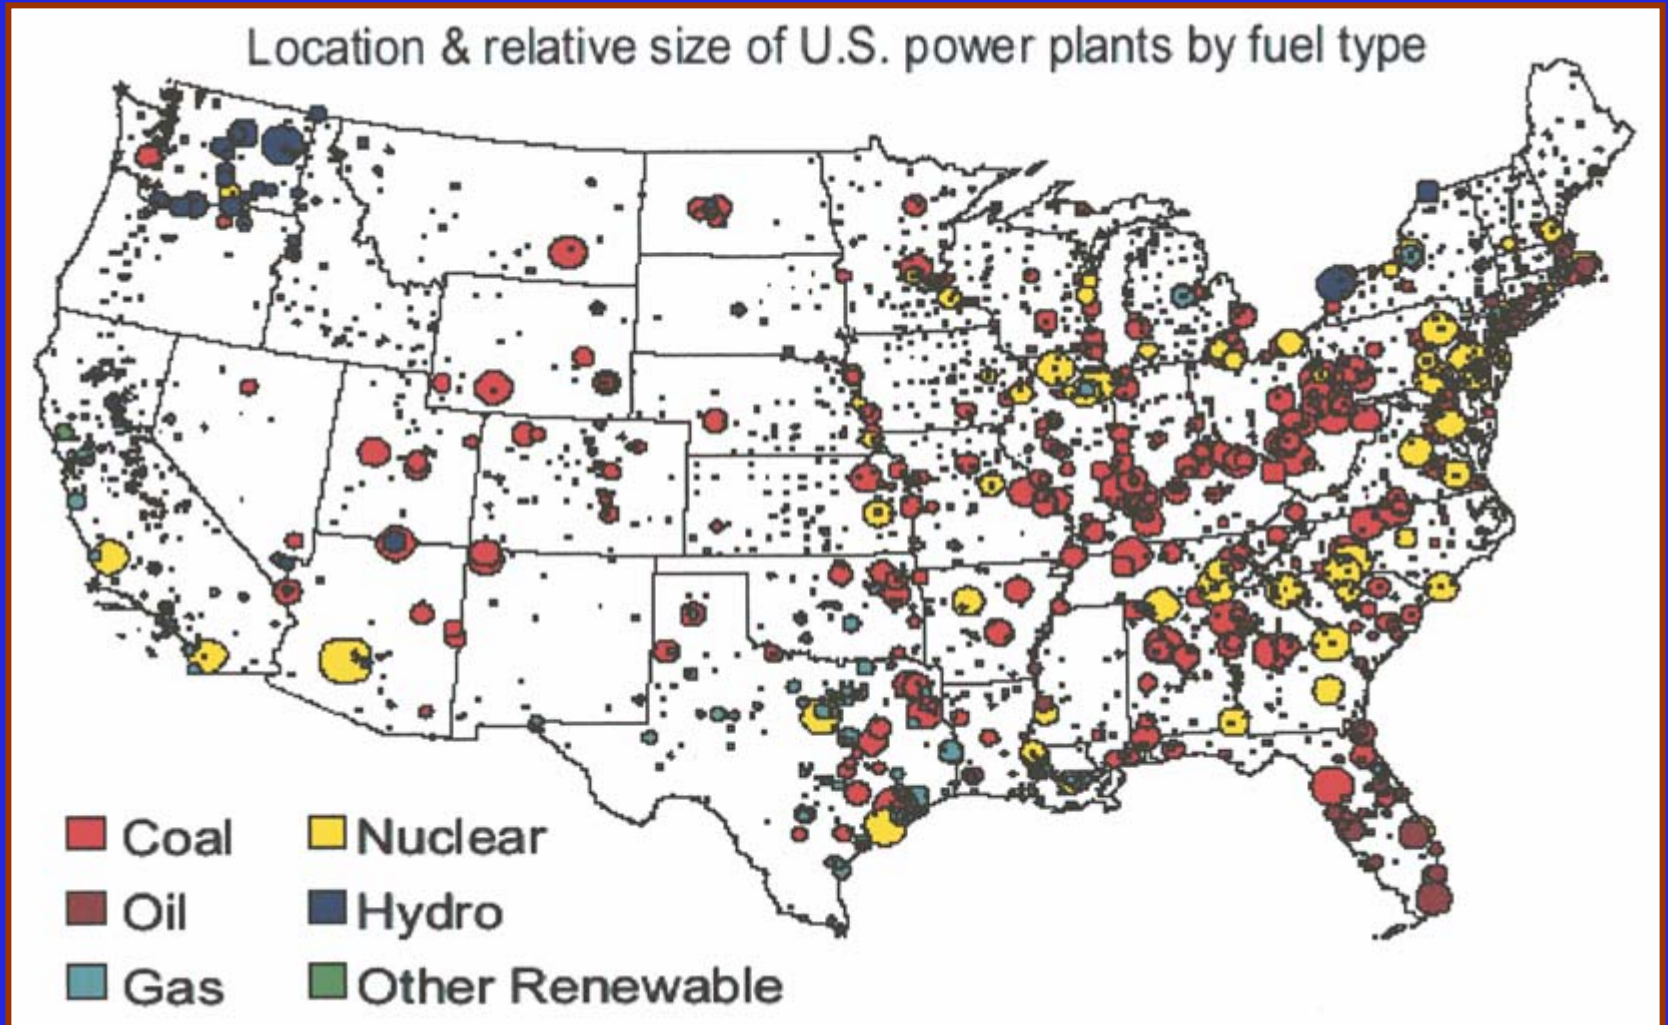 Location & relative size of U.S. power plants by fuel type
Coal
Nuclear
Oil
Hydro
Gas
Other Renewable